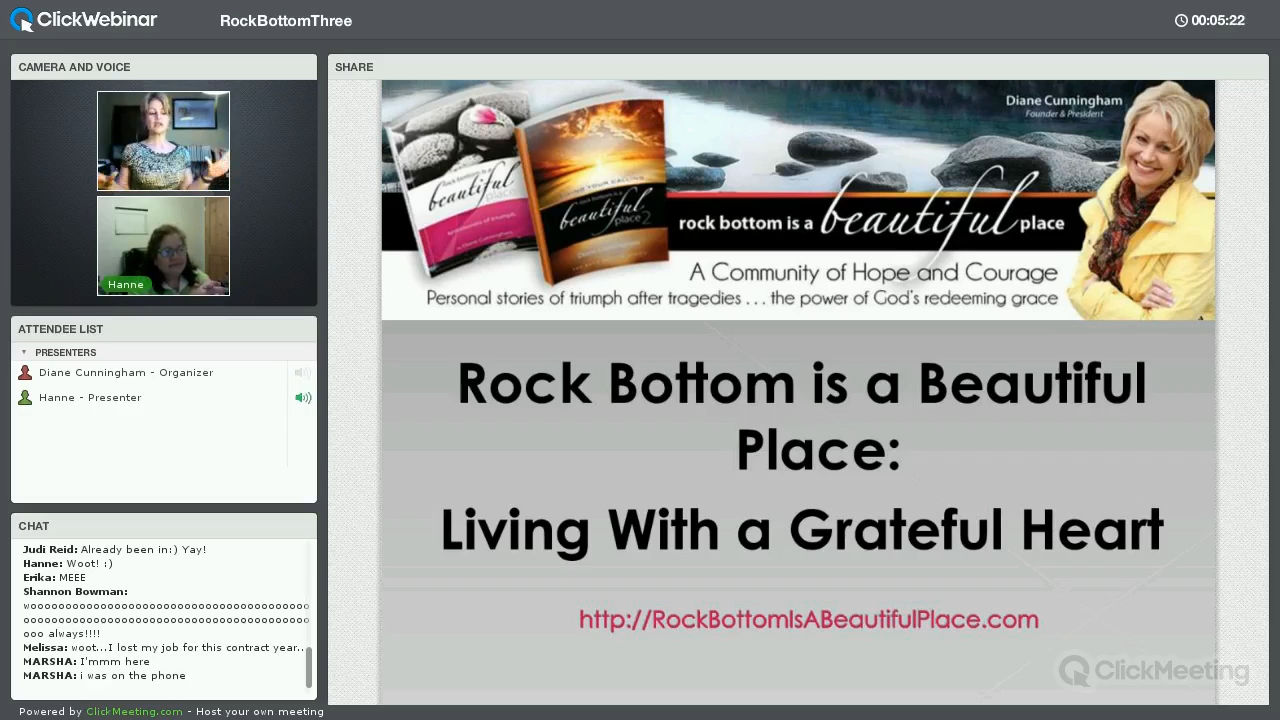 ClickWebinar
RockBottomThree
00:05:22
CAMERA AND VOICE
Hanne
ATTENDEE LIST
PRESENTERS
Diane Cunningham - Organizer
Hanne - Presenter
CHAT
Judi Reid: Already been in:) Yay!
Hanne: Woot! :)
Erika: MEEE
Shannon Bowman:
ooo always!!!!
Melissa: woot.. I lost my job for this contract year..
MARSHA: I am here
MARSHA: I was on the phone
Powered by ClickMeeting.com - Host your own meeting
SHARE
Diane Cunningham
Founder & President
beautiful
beautiful
place 2
rock bottom is a beautiful place
A Community of Hope and Courage
Personal stories of triumph after tragedies . . . the power of God's redeeming grace
Rock Bottom is a Beautiful
Place:
Living With a Grateful Heart
http://RockBottomIsABeautifulPlace.com
ClickMeeting